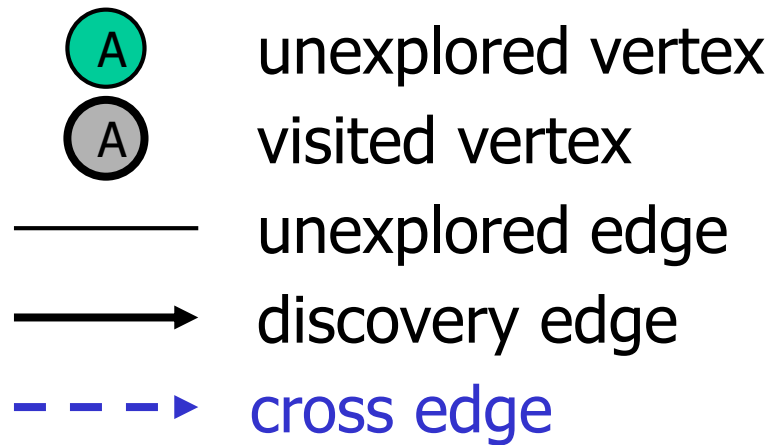 A unexplored vertex
A visited vertex
unexplored edge
discovery edge
cross edge